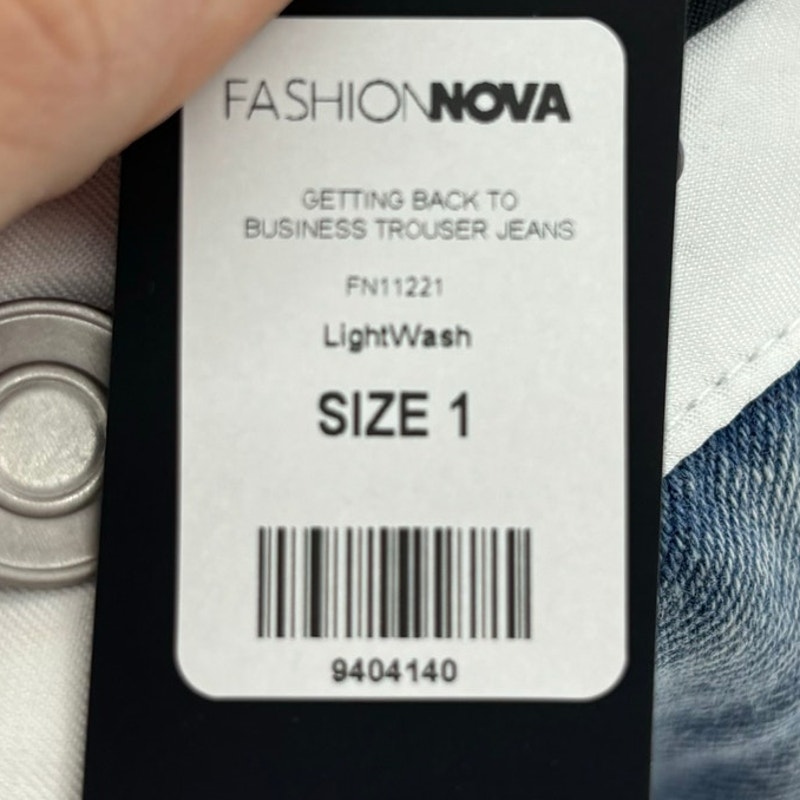 FASHIONNOVA
GETTING BACK TO
BUSINESS TROUSER JEANS
FN11221
LightWash
SIZE 1
9404140